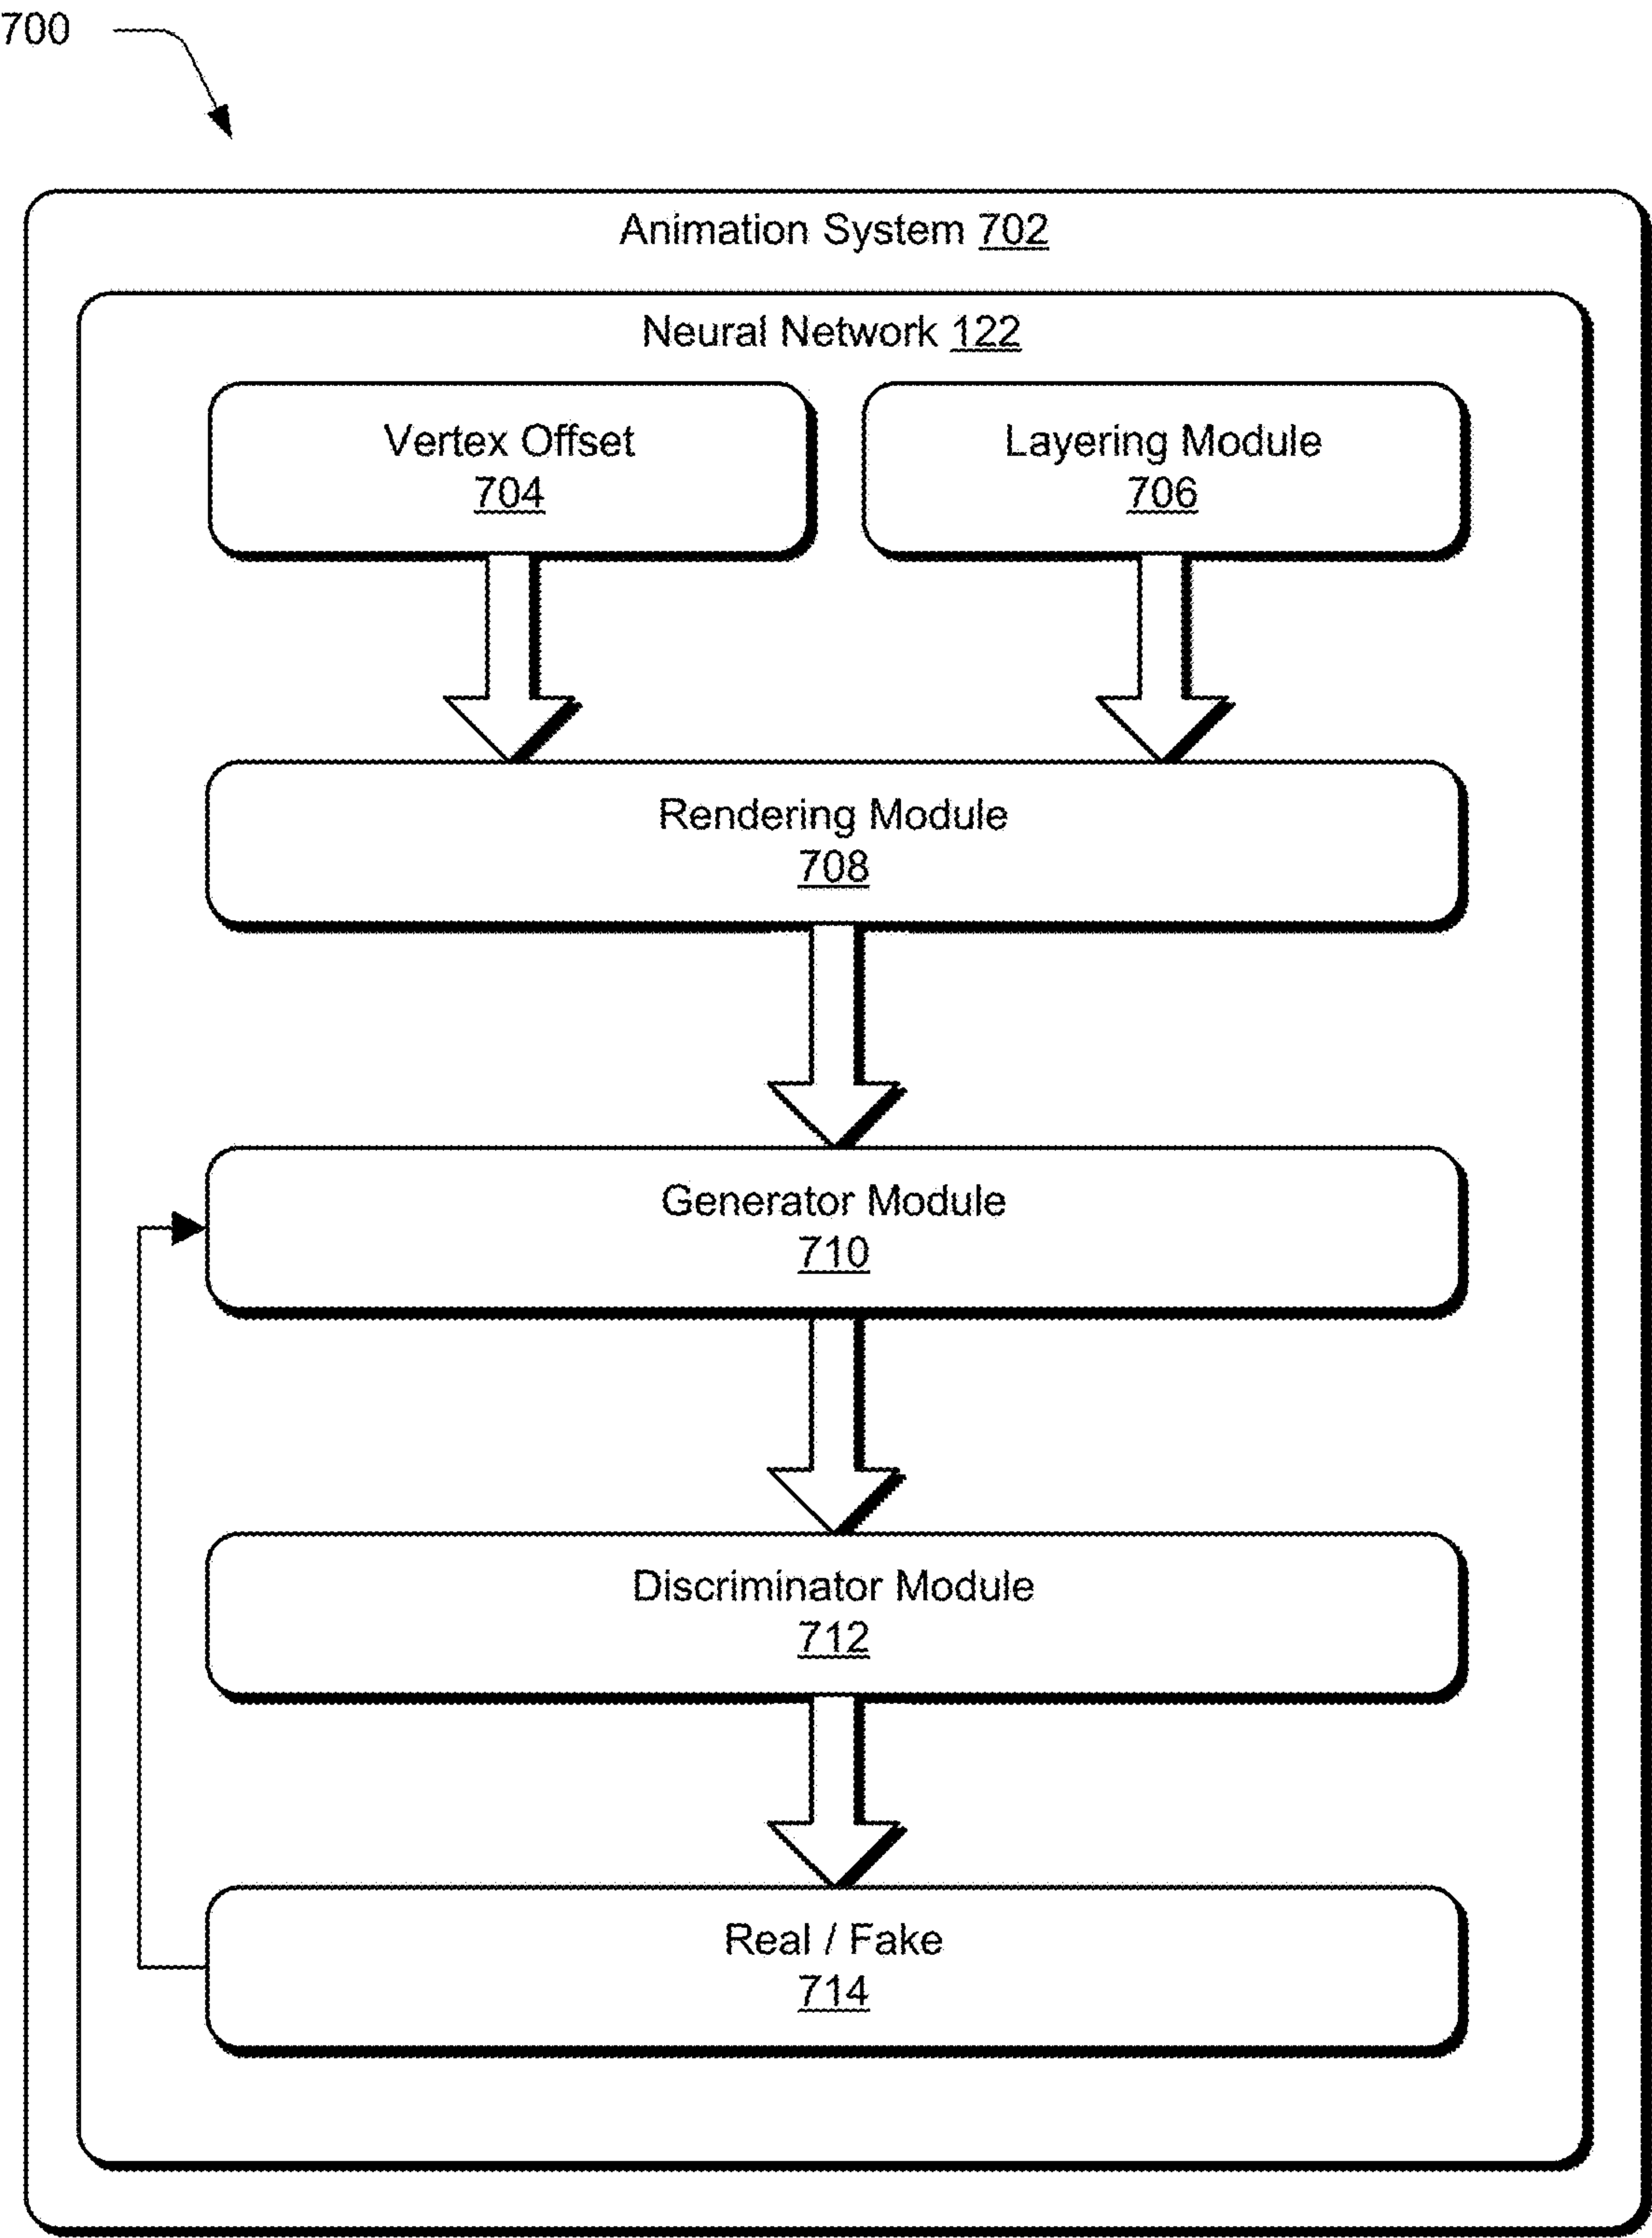 700
Animation System 702
Neural Network 122
Vertex Offset
704
Layering Module
706
Rendering Module
708
Generator Module
710
Discriminator Module
712
Real / Fake
714